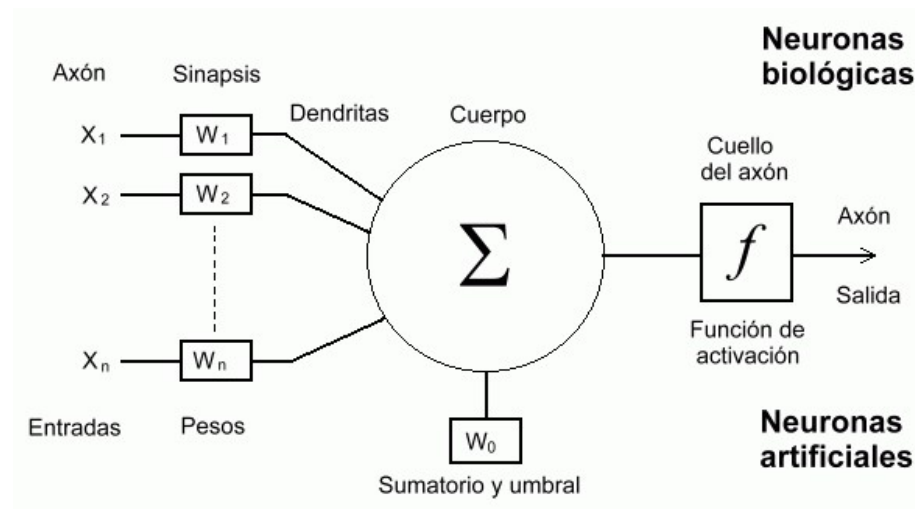 Neuronas
biológicas
Axón
Sinapsis
Dendritas
Cuerpo
Cuello
del axón
X1
W1
X2
W2
Σ
f
Axón
Salida
Función de
activación
Xn
Wn
Entradas
Pesos
W0
Sumatorio y umbral
Neuronas
artificiales